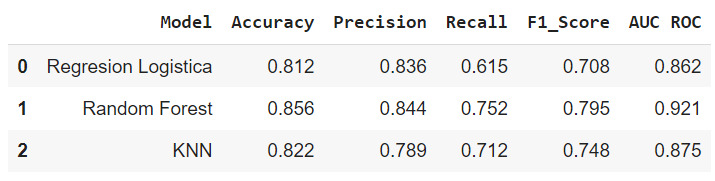 Model Accuracy Precision Recall F1_Score AUC ROC
0 Regresion Logistica 0.812 0.836 0.615 0.708 0.862
1 Random Forest 0.856 0.844 0.752 0.795 0.921
2 KNN 0.822 0.789 0.712 0.748 0.875